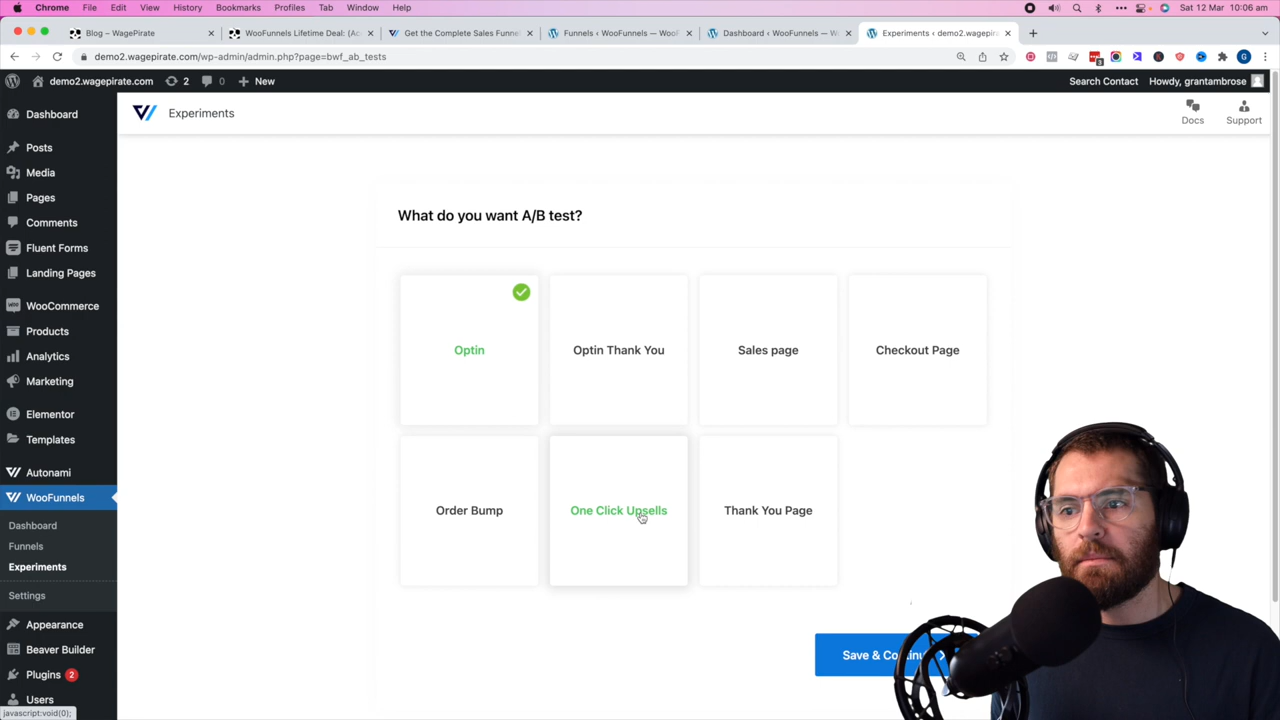 Chrome File Edit View History Bookmarks Profiles Tab Window Help Sat 12 Mar 10:06 am
Blog – WagePirate
WooFunnels Lifetime Deal: (Ac
Get the Complete Sales Funne
Funnels ‹ WooFunnels — WooF
Dashboard ‹ WooFunnels — W
Experiments ‹ demo2.wagepira
demo2.wagepirate.com/wp-admin/admin.php?page=bwf_ab_tests
3
G
demo2.wagepirate.com 2 0 New Search Contact Howdy, grantambrose
Experiments
Docs
Support
Dashboard
Posts
Media
Pages
Comments
Fluent Forms
Landing Pages
WooCommerce
Products
Analytics
Marketing
Elementor
Templates
Autonami
WooFunnels
Dashboard
Funnels
Experiments
Settings
Appearance
Beaver Builder
Plugins 2
Users
javascript:void(0);
What do you want A/B test?
Optin
Optin Thank You
Sales page
Checkout Page
Order Bump
One Click Upsells
Thank You Page
Save & Continu